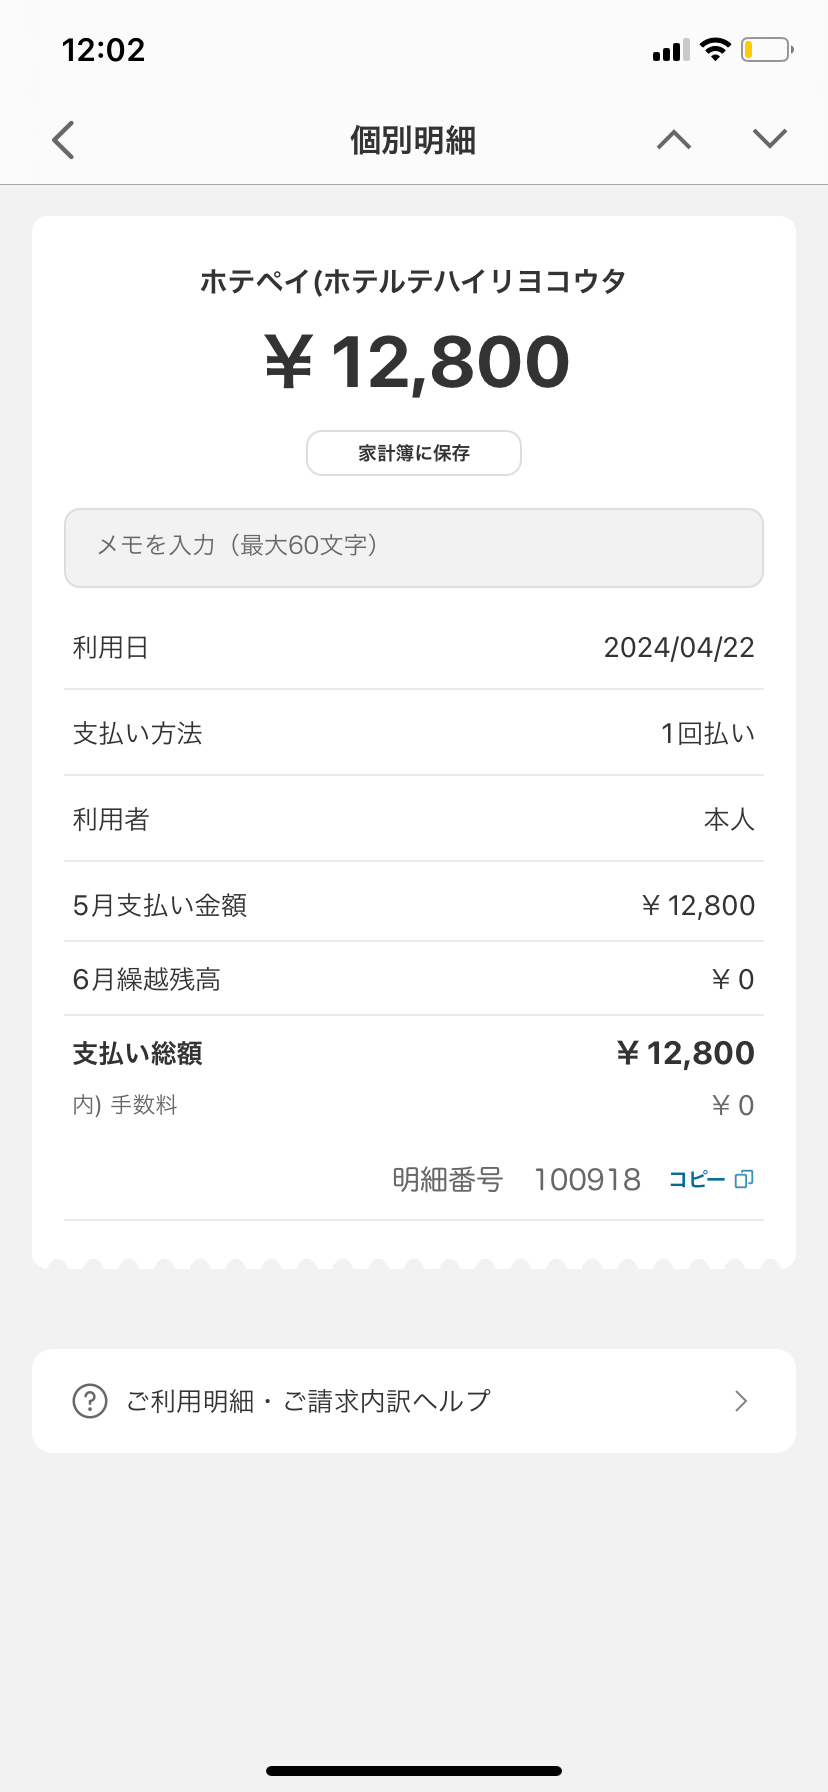 12:02
個別明細
ホテペイ(ホテルテハイリヨコウタ
¥ 12,800
家計簿に保存
メモを入力（最大60文字）
利用日 2024/04/22
支払い方法 1回払い
利用者 本人
5月支払い金額 ¥ 12,800
6月繰越残高 ¥ 0
支払い総額 ¥ 12,800
内) 手数料 ¥ 0
明細番号 100918 コピー
? ご利用明細・ご請求内訳ヘルプ